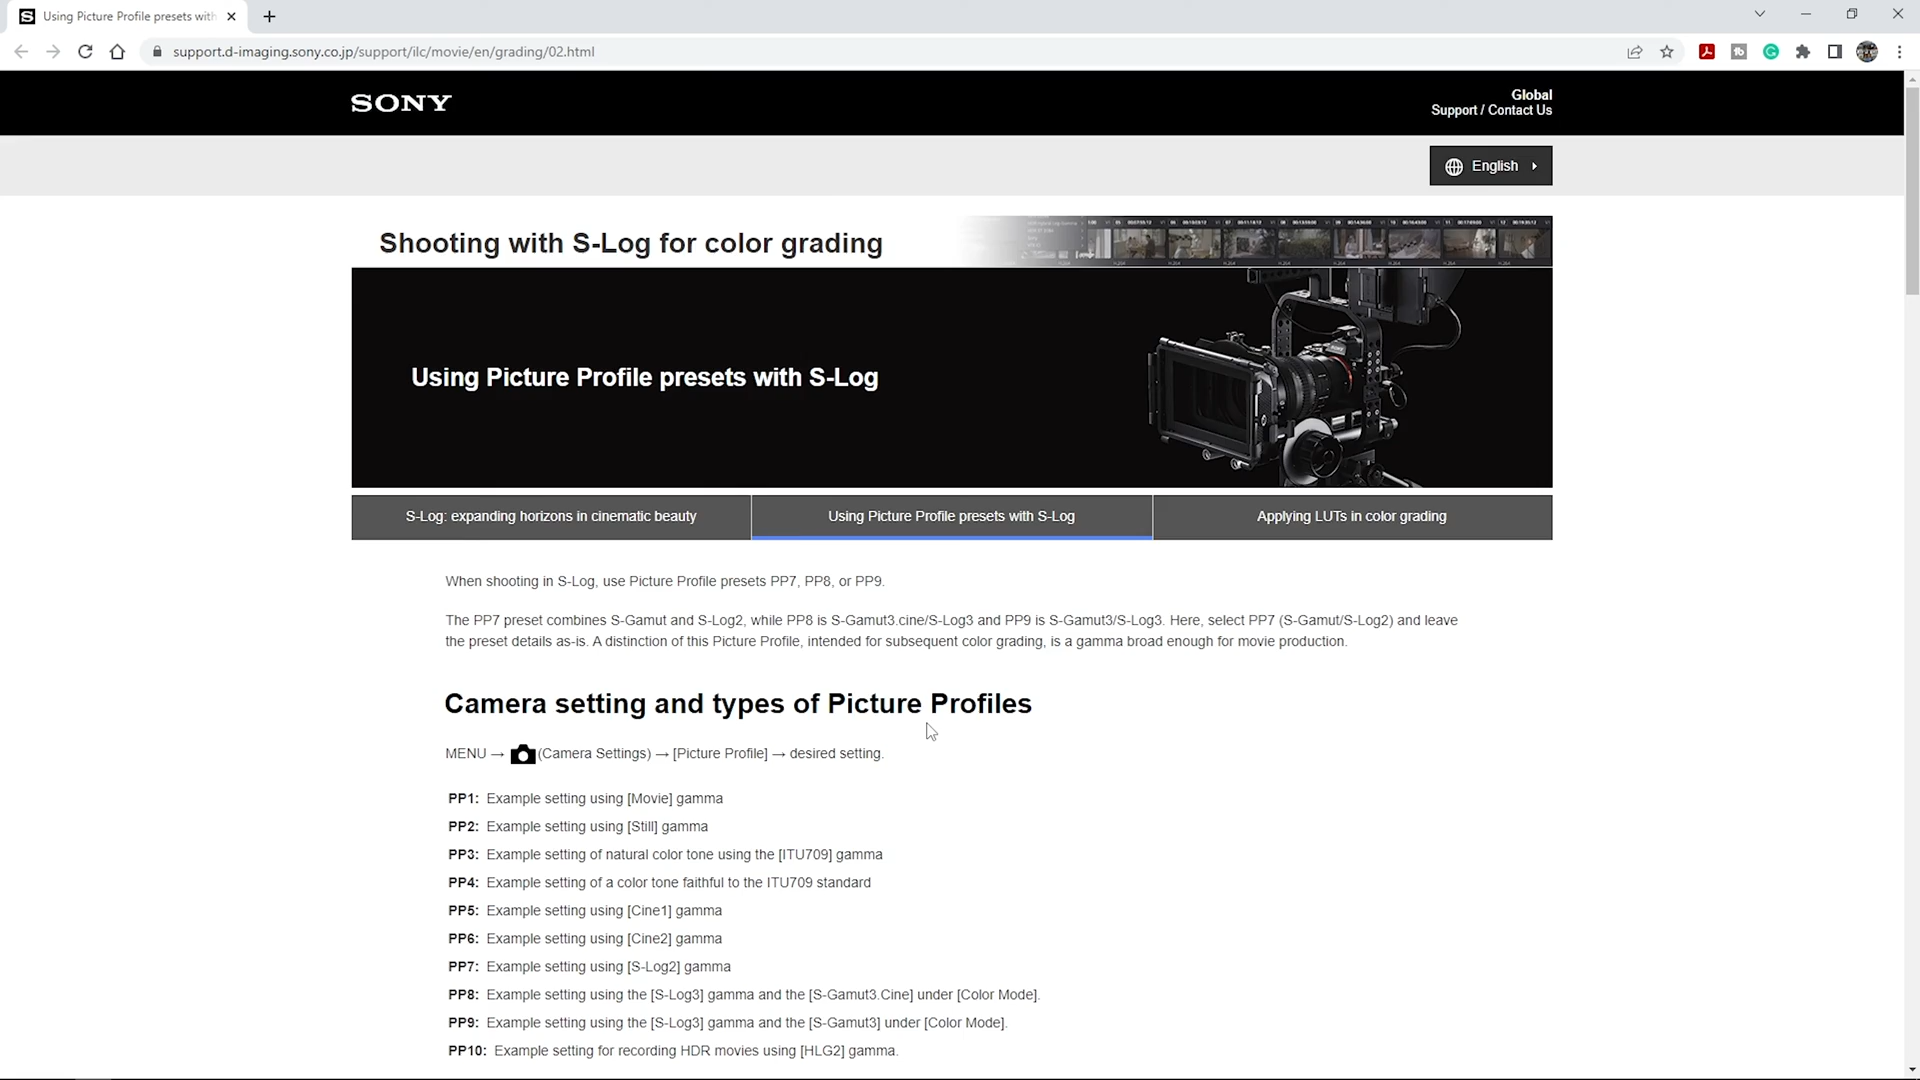 Using Picture Profile presets with
support.d-imaging.sony.co.jp/support/ilc/movie/en/grading/02.html
SONY
Global
Support / Contact Us
English
Shooting with S-Log for color grading
Using Picture Profile presets with S-Log
S-Log: expanding horizons in cinematic beauty
Using Picture Profile presets with S-Log
Applying LUTs in color grading
When shooting in S-Log, use Picture Profile presets PP7, PP8, or PP9.
The PP7 preset combines S-Gamut and S-Log2, while PP8 is S-Gamut3.cine/S-Log3 and PP9 is S-Gamut3/S-Log3. Here, select PP7 (S-Gamut/S-Log2) and leave
the preset details as-is. A distinction of this Picture Profile, intended for subsequent color grading, is a gamma broad enough for movie production.
Camera setting and types of Picture Profiles
MENU → (Camera Settings) → [Picture Profile] → desired setting.
PP1: Example setting using [Movie] gamma
PP2: Example setting using [Still] gamma
PP3: Example setting of natural color tone using the [ITU709] gamma
PP4: Example setting of a color tone faithful to the ITU709 standard
PP5: Example setting using [Cine1] gamma
PP6: Example setting using [Cine2] gamma
PP7: Example setting using [S-Log2] gamma
PP8: Example setting using the [S-Log3] gamma and the [S-Gamut3.Cine] under [Color Mode].
PP9: Example setting using the [S-Log3] gamma and the [S-Gamut3] under [Color Mode].
PP10: Example setting for recording HDR movies using [HLG2] gamma.